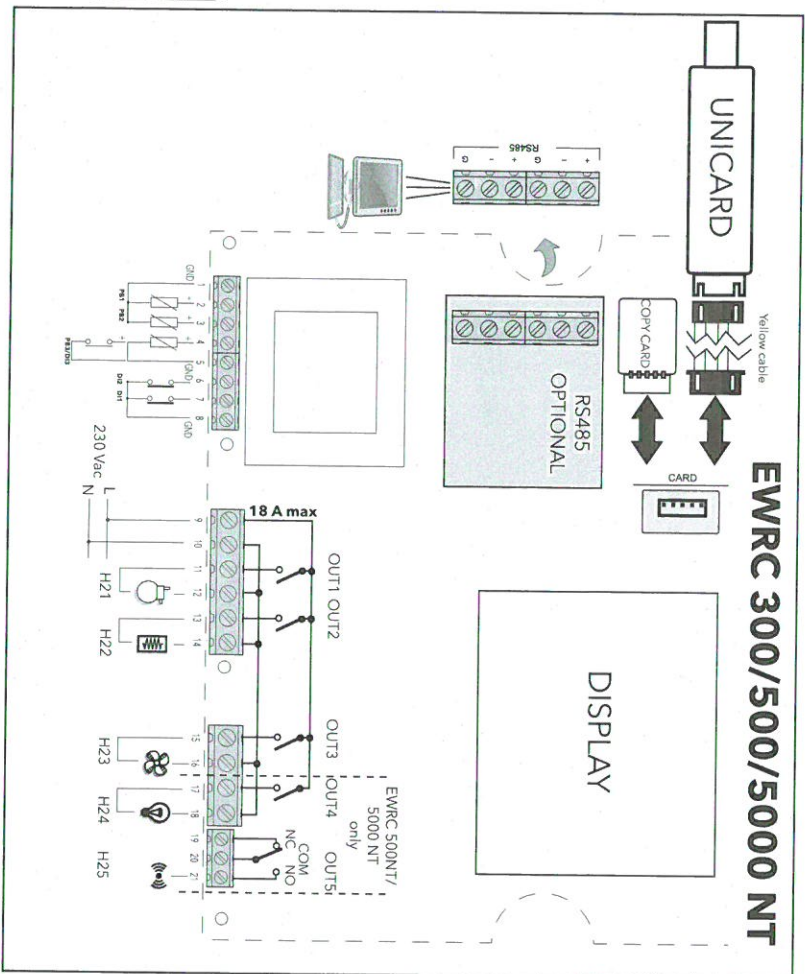 EWRC 300/500/5000 NT
UNICARD
Yellow cable
COPY CARD
CARD
RS485
+ – G + – G
RS485
OPTIONAL
DISPLAY
GND
GND
GND
1 2 3 4 5 6 7 8
PB1
PB2
PB3/DI3
DI2
DI1
18 A max
OUT1 OUT2
OUT3
OUT4
OUT5
EWRC 500NT/
5000 NT
only
COM
NC NO
9 10 11 12 13 14
15 16 17 18
19 20 21
230 Vac
L
N
H21
H22
H23
H24
H25